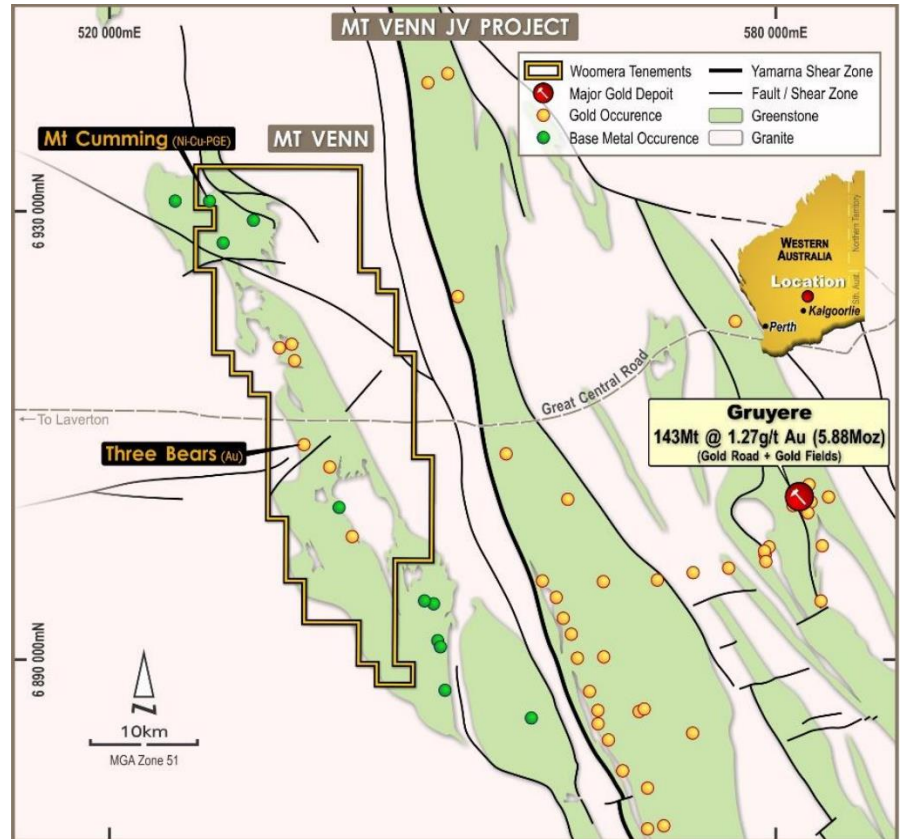 MT VENN JV PROJECT
520 000mE
580 000mE
Woomera Tenements
Major Gold Depoit
Gold Occurence
Base Metal Occurence
Yamarna Shear Zone
Fault / Shear Zone
Greenstone
Granite
Mt Cumming (Ni-Cu-PGE)
MT VENN
6 930 000mN
WESTERN
AUSTRALIA
Location
Kalgoorlie
Perth
Northern Territory
Sth. Aust.
Great Central Road
To Laverton
Gruyere
143Mt @ 1.27g/t Au (5.88Moz)
(Gold Road + Gold Fields)
Three Bears (Au)
6 890 000mN
N
10km
MGA Zone 51